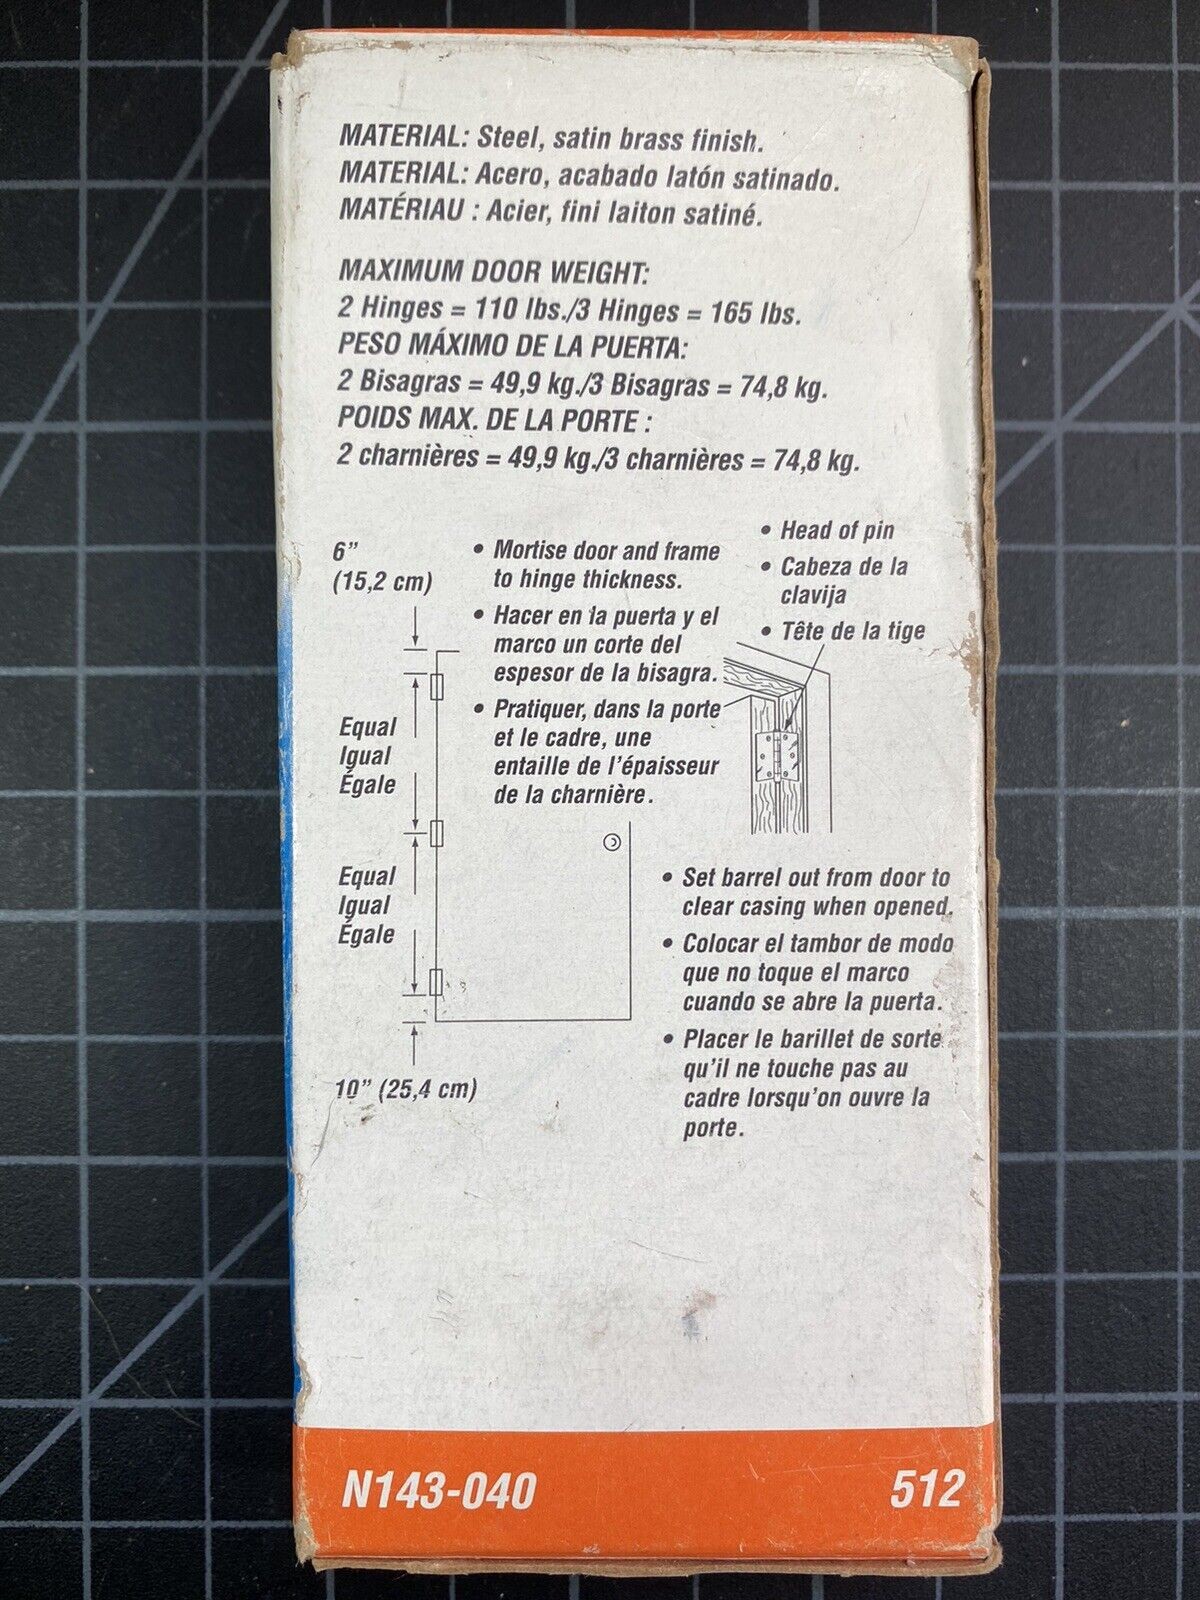 MATERIAL: Steel, satin brass finish.
MATERIAL: Acero, acabado latón satinado.
MATÉRIAU : Acier, fini laiton satiné.
MAXIMUM DOOR WEIGHT:
2 Hinges = 110 lbs./3 Hinges = 165 lbs.
PESO MÁXIMO DE LA PUERTA:
2 Bisagras = 49,9 kg./3 Bisagras = 74,8 kg.
POIDS MAX. DE LA PORTE :
2 charnières = 49,9 kg./3 charnières = 74,8 kg.
6”
(15,2 cm)
Equal
Igual
Égale
Equal
Igual
Égale
10” (25,4 cm)
• Mortise door and frame
to hinge thickness.
• Hacer en la puerta y el
marco un corte del
espesor de la bisagra.
• Pratiquer, dans la porte
et le cadre, une
entaille de l’épaisseur
de la charnière.
• Head of pin
• Cabeza de la
clavija
• Tête de la tige
• Set barrel out from door to
clear casing when opened.
• Colocar el tambor de modo
que no toque el marco
cuando se abre la puerta.
• Placer le barillet de sorte
qu’il ne touche pas au
cadre lorsqu’on ouvre la
porte.
N143-040
512